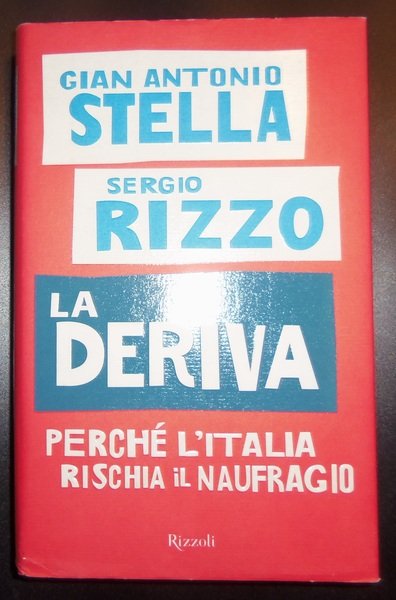 GIAN ANTONIO
STELLA
SERGIO
RIZZO
LA
DERIVA
PERCHÉ L'ITALIA
RISCHIA iL NAUFRAGIO
Rizzoli